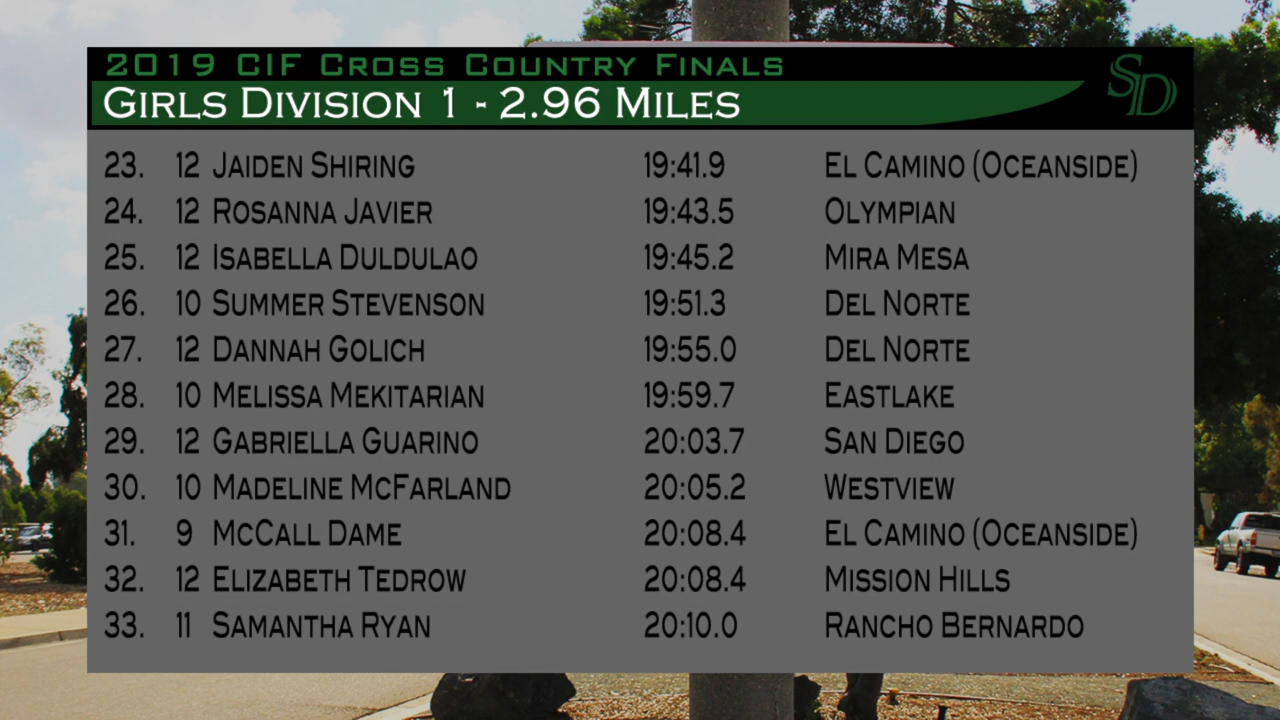 2019 CIF Cross Country Finals
Girls Division 1 - 2.96 Miles
SD
23. 12 Jaiden Shiring 19:41.9 El Camino (Oceanside)
24. 12 Rosanna Javier 19:43.5 Olympian
25. 12 Isabella Duldulao 19:45.2 Mira Mesa
26. 10 Summer Stevenson 19:51.3 Del Norte
27. 12 Dannah Golich 19:55.0 Del Norte
28. 10 Melissa Mekitarian 19:59.7 Eastlake
29. 12 Gabriella Guarino 20:03.7 San Diego
30. 10 Madeline McFarland 20:05.2 Westview
31. 9 McCall Dame 20:08.4 El Camino (Oceanside)
32. 12 Elizabeth Tedrow 20:08.4 Mission Hills
33. 11 Samantha Ryan 20:10.0 Rancho Bernardo